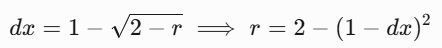 dx = 1 − √(2 − r) ⟹ r = 2 − (1 − dx)²